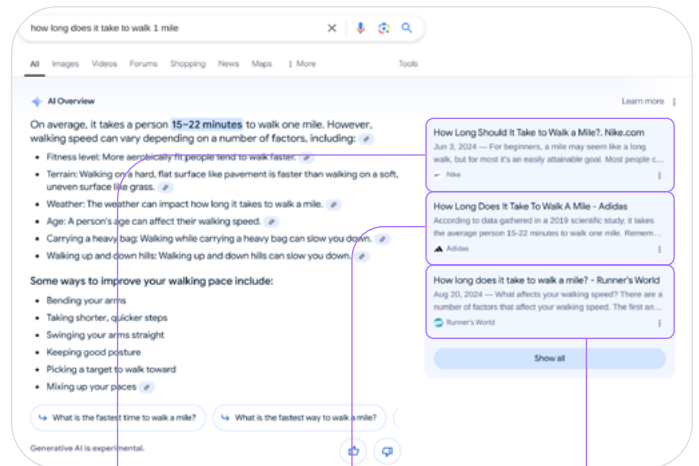 how long does it take to walk 1 mile
All Images Videos Forums Shopping News Maps More Tools
AI Overview
Learn more
On average, it takes a person 15–22 minutes to walk one mile. However,
walking speed can vary depending on a number of factors, including:
Fitness level: More aerobically fit people tend to walk faster.
Terrain: Walking on a hard, flat surface like pavement is faster than walking on a soft,
uneven surface like grass.
Weather: The weather can impact how long it takes to walk a mile.
Age: A person's age can affect their walking speed.
Carrying a heavy bag: Walking while carrying a heavy bag can slow you down.
Walking up and down hills: Walking up and down hills can slow you down.
Some ways to improve your walking pace include:
Bending your arms
Taking shorter, quicker steps
Swinging your arms straight
Keeping good posture
Picking a target to walk toward
Mixing up your paces
What is the fastest time to walk a mile?
What is the fastest way to walk a mile?
Generative AI is experimental.
How Long Should It Take to Walk a Mile?. Nike.com
Jun 3, 2024 — For beginners, a mile may seem like a long
walk, but for most it's an easily attainable goal. Most people c...
Nike
How Long Does It Take To Walk A Mile - Adidas
According to data gathered in a 2019 scientific study, it takes
the average person 15-22 minutes to walk one mile. Remem...
Adidas
How long does it take to walk a mile? - Runner's World
Aug 20, 2024 — What affects your walking speed? There are a
number of factors that affect your walking speed. The first an...
Runner's World
Show all